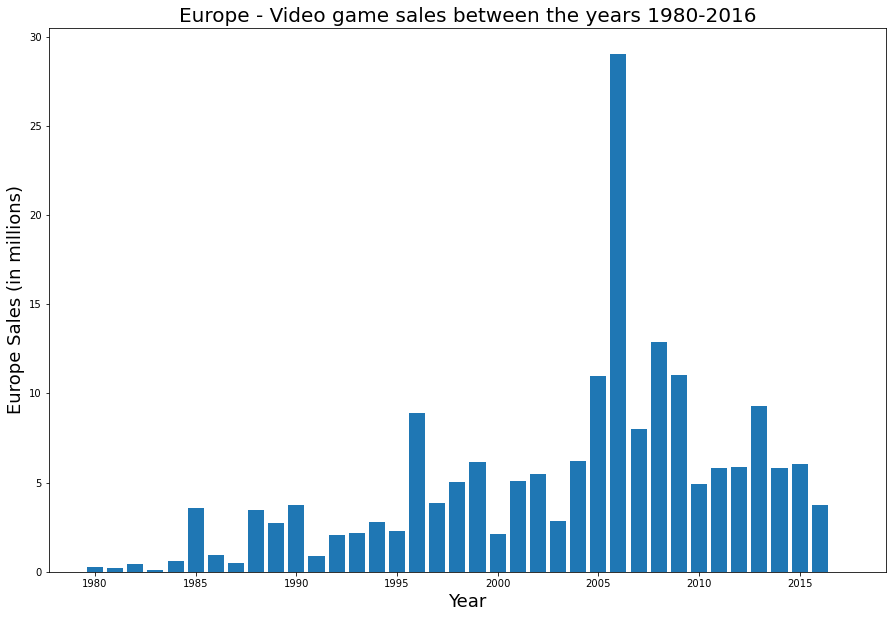 Europe - Video game sales between the years 1980-2016
Europe Sales (in millions)
30
25
20
15
10
5
0
1980 1985 1990 1995 2000 2005 2010 2015
Year